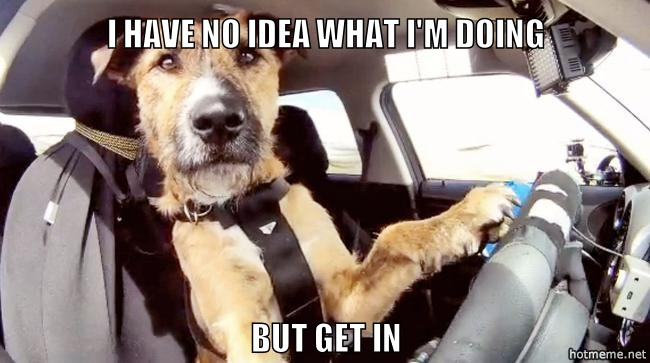 I HAVE NO IDEA WHAT I'M DOING
BUT GET IN
hotmeme.net